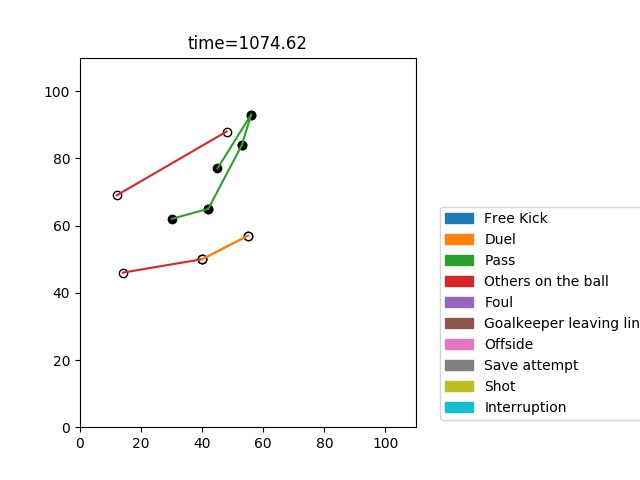 time=1074.62
100
80
60
40
20
0
0 20 40 60 80 100
Free Kick
Duel
Pass
Others on the ball
Foul
Goalkeeper leaving lin
Offside
Save attempt
Shot
Interruption